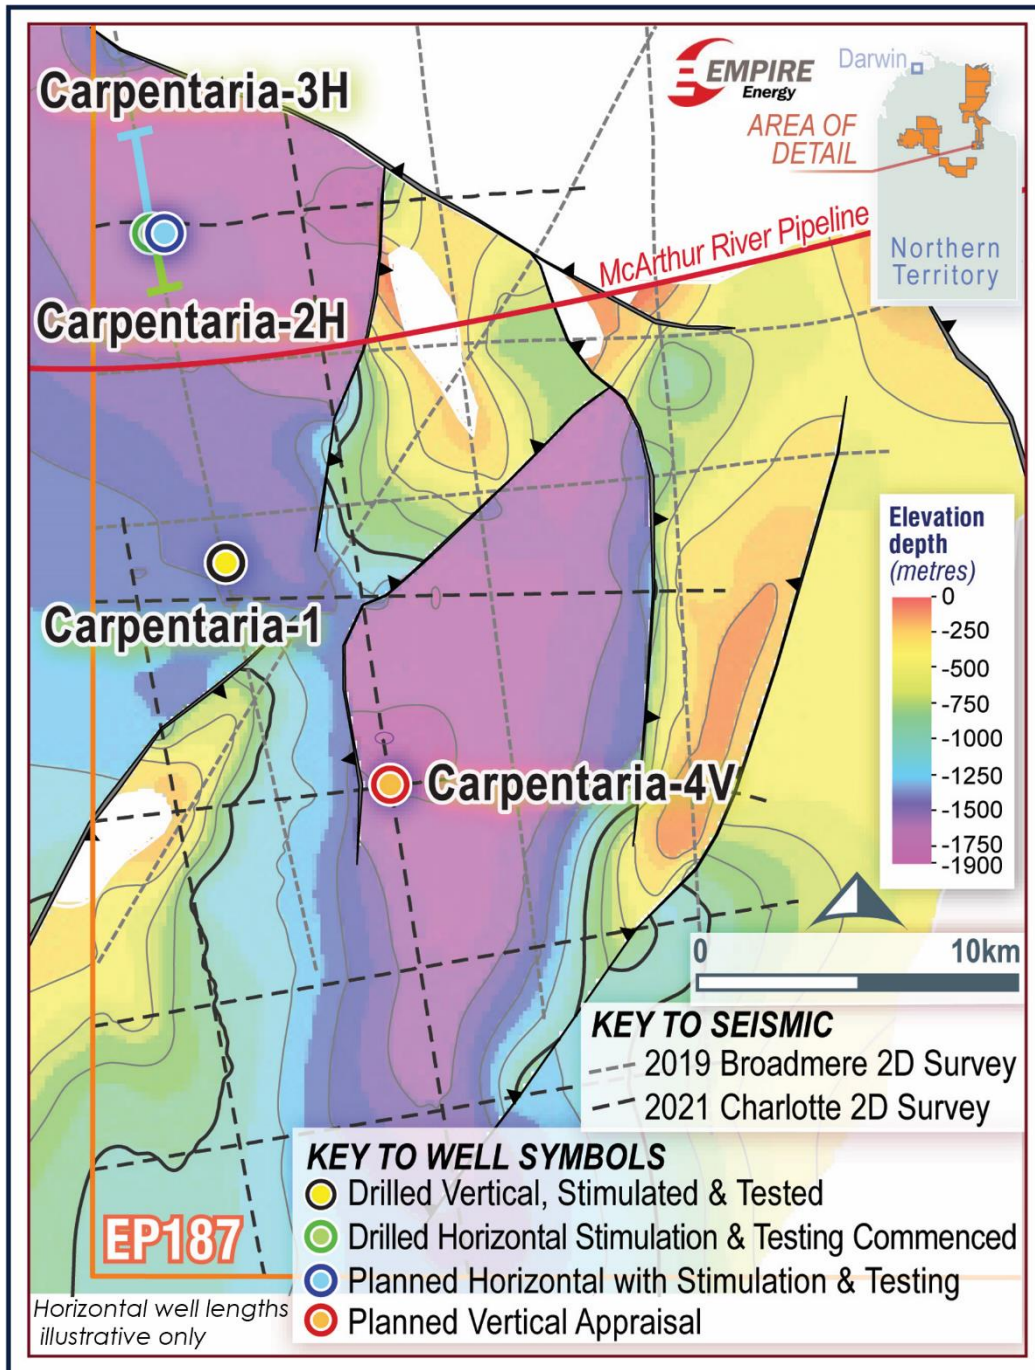 Carpentaria-3H
EMPIRE
Energy
Darwin
AREA OF
DETAIL
Northern
Territory
McArthur River Pipeline
Carpentaria-2H
Elevation
depth
(metres)
0
-250
-500
-750
-1000
-1250
-1500
-1750
-1900
Carpentaria-1
Carpentaria-4V
0 10km
KEY TO SEISMIC
2019 Broadmere 2D Survey
2021 Charlotte 2D Survey
KEY TO WELL SYMBOLS
Drilled Vertical, Stimulated & Tested
Drilled Horizontal Stimulation & Testing Commenced
Planned Horizontal with Stimulation & Testing
Planned Vertical Appraisal
EP187
Horizontal well lengths
illustrative only